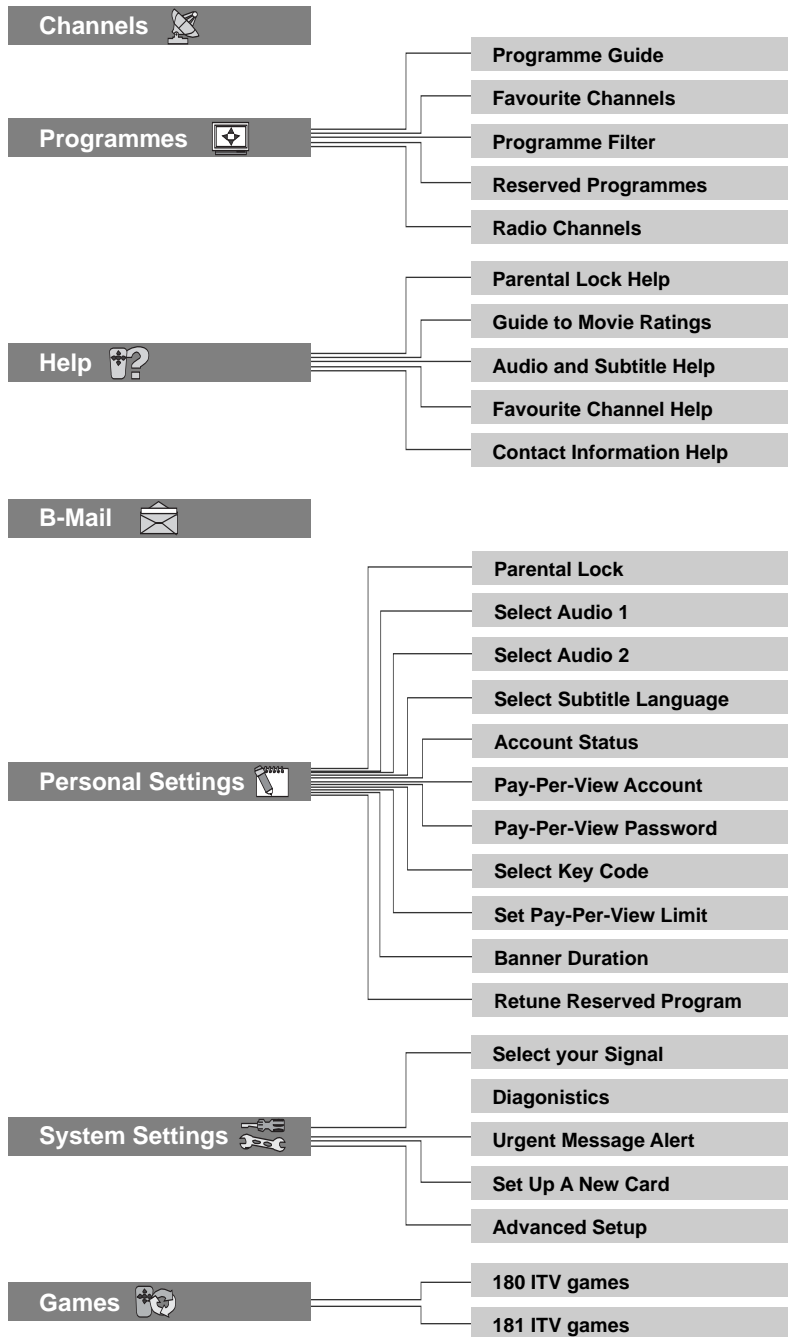 Channels
Programmes
Programme Guide
Favourite Channels
Programme Filter
Reserved Programmes
Radio Channels
Help
Parental Lock Help
Guide to Movie Ratings
Audio and Subtitle Help
Favourite Channel Help
Contact Information Help
B-Mail
Personal Settings
Parental Lock
Select Audio 1
Select Audio 2
Select Subtitle Language
Account Status
Pay-Per-View Account
Pay-Per-View Password
Select Key Code
Set Pay-Per-View Limit
Banner Duration
Retune Reserved Program
System Settings
Select your Signal
Diagonistics
Urgent Message Alert
Set Up A New Card
Advanced Setup
Games
180 ITV games
181 ITV games